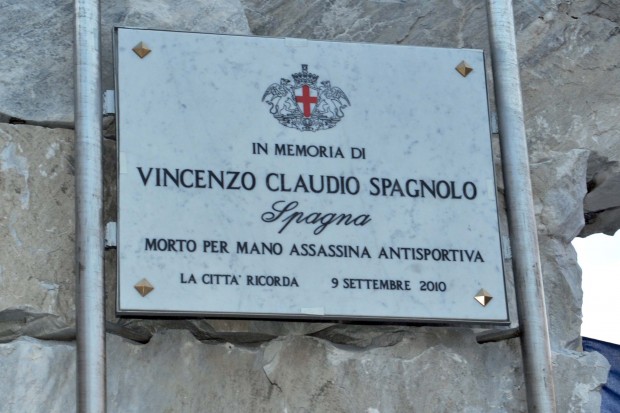 IN MEMORIA DI
VINCENZO CLAUDIO SPAGNOLO
Spagna
MORTO PER MANO ASSASSINA ANTISPORTIVA
LA CITTA' RICORDA 9 SETTEMBRE 2010